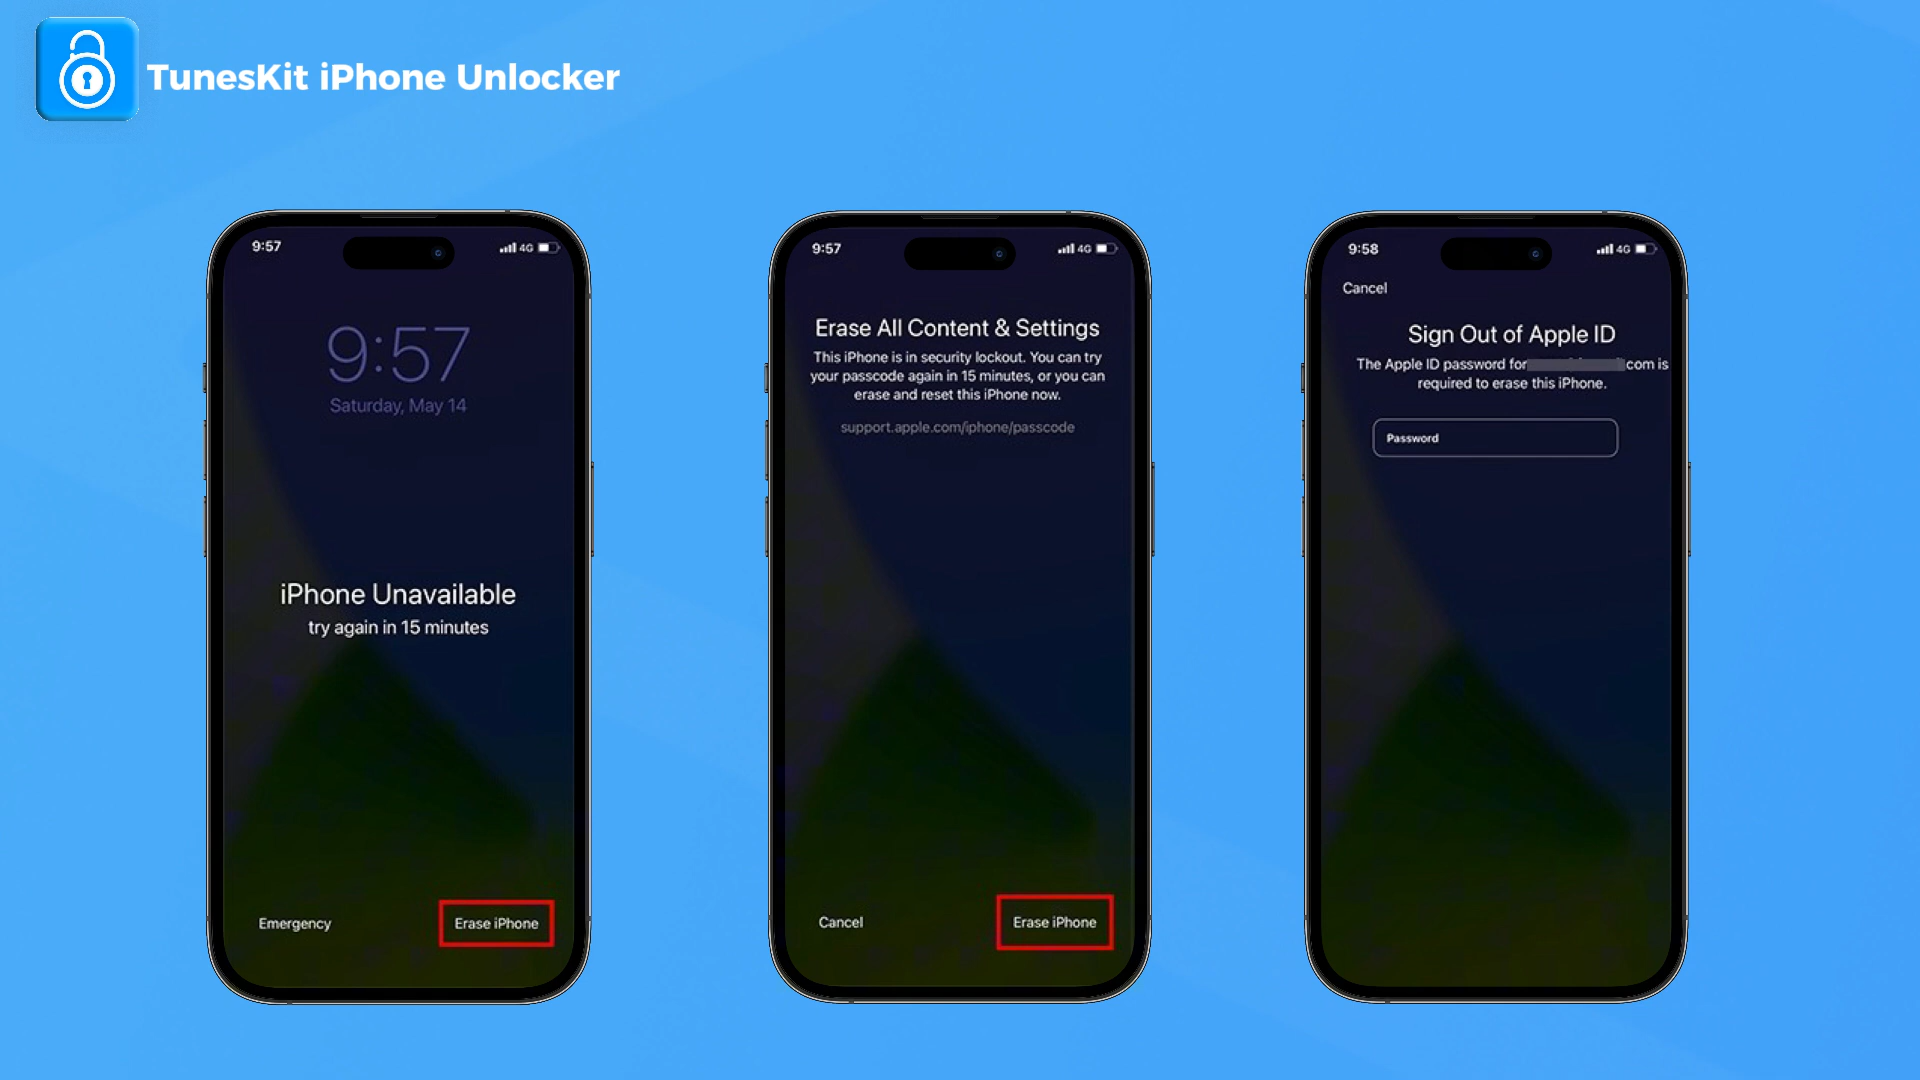 TunesKit iPhone Unlocker
9:57
4G
9:57
Saturday, May 14
iPhone Unavailable
try again in 15 minutes
Emergency
Erase iPhone
9:57
4G
Erase All Content & Settings
This iPhone is in security lockout. You can try
your passcode again in 15 minutes, or you can
erase and reset this iPhone now.
support.apple.com/iphone/passcode
Cancel
Erase iPhone
9:58
4G
Cancel
Sign Out of Apple ID
The Apple ID password for com is
required to erase this iPhone.
Password